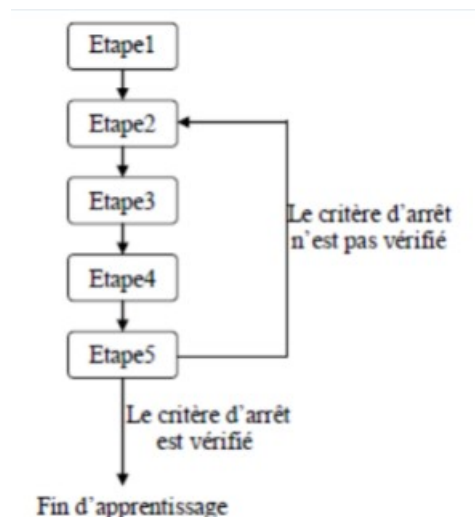 Etape1
Etape2
Etape3
Le critère d'arrêt
n'est pas vérifié
Etape4
Etape5
Le critère d'arrêt
est vérifié
Fin d'apprentissage